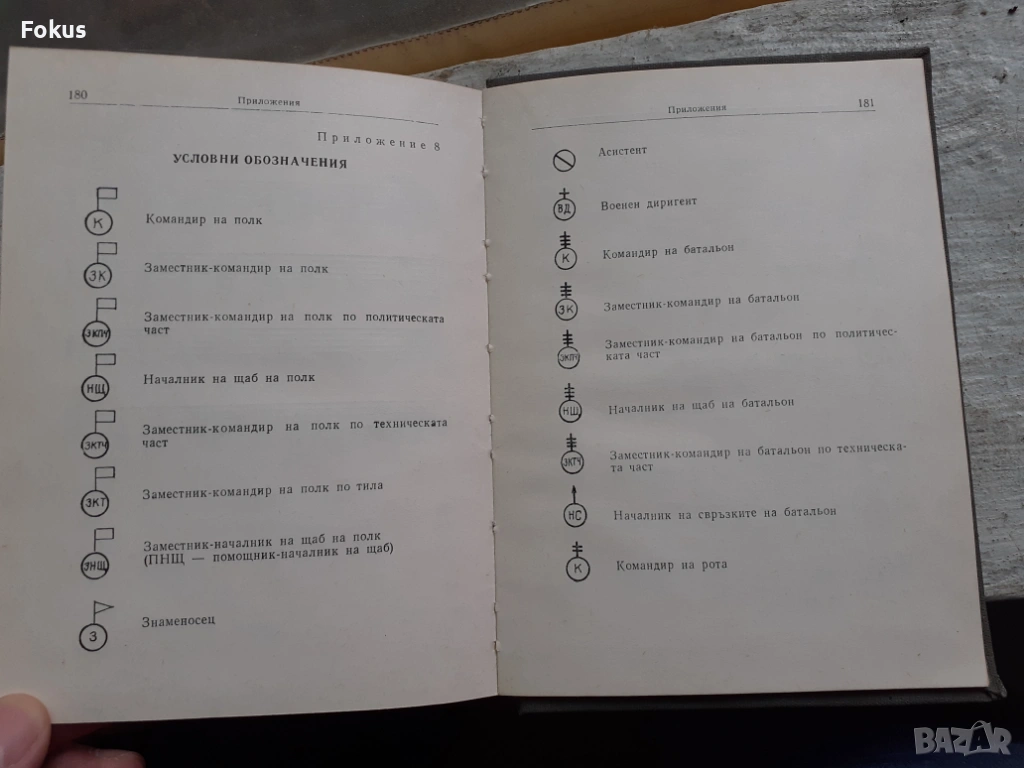 Fokus
180
Приложения
Приложение 8
УСЛОВНИ ОБОЗНАЧЕНИЯ
К
Командир на полк
ЗК
Заместник-командир на полк
ЗКПЧ
Заместник-командир на полк по политическата
част
НЩ
Началник на щаб на полк
ЗКТЧ
Заместник-командир на полк по техническата
част
ЗКТ
Заместник-командир на полк по тила
ЗНЩ
Заместник-началник на щаб на полк
(ПНЩ — помощник-началник на щаб)
З
Знаменосец
Приложения
181
Асистент
ВД
Военен диригент
К
Командир на батальон
ЗК
Заместник-командир на батальон
ЗКПЧ
Заместник-командир на батальон по политичес-
ката част
НЩ
Началник на щаб на батальон
ЗКТЧ
Заместник-командир на батальон по техническа-
та част
НС
Началник на свръзките на батальон
К
Командир на рота
BAZAR